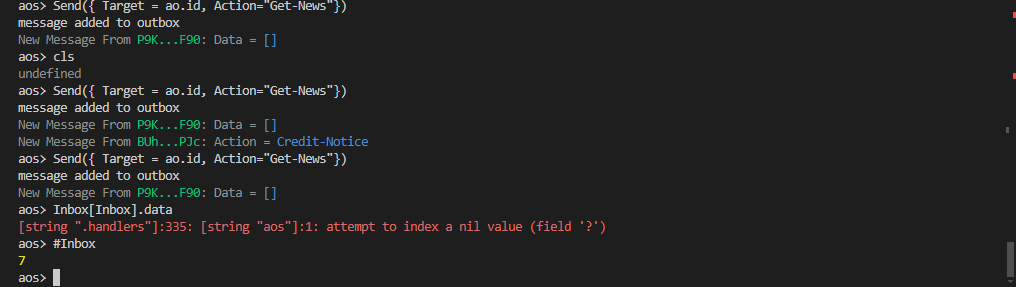 aos> Send({ Target = ao.id, Action="Get-News"})
message added to outbox
New Message From P9K...F90: Data = []
aos> cls
undefined
aos> Send({ Target = ao.id, Action="Get-News"})
message added to outbox
New Message From P9K...F90: Data = []
New Message From BUh...PJc: Action = Credit-Notice
aos> Send({ Target = ao.id, Action="Get-News"})
message added to outbox
New Message From P9K...F90: Data = []
aos> Inbox[Inbox].data
[string ".handlers"]:335: [string "aos"]:1: attempt to index a nil value (field '?')
aos> #Inbox
7
aos>